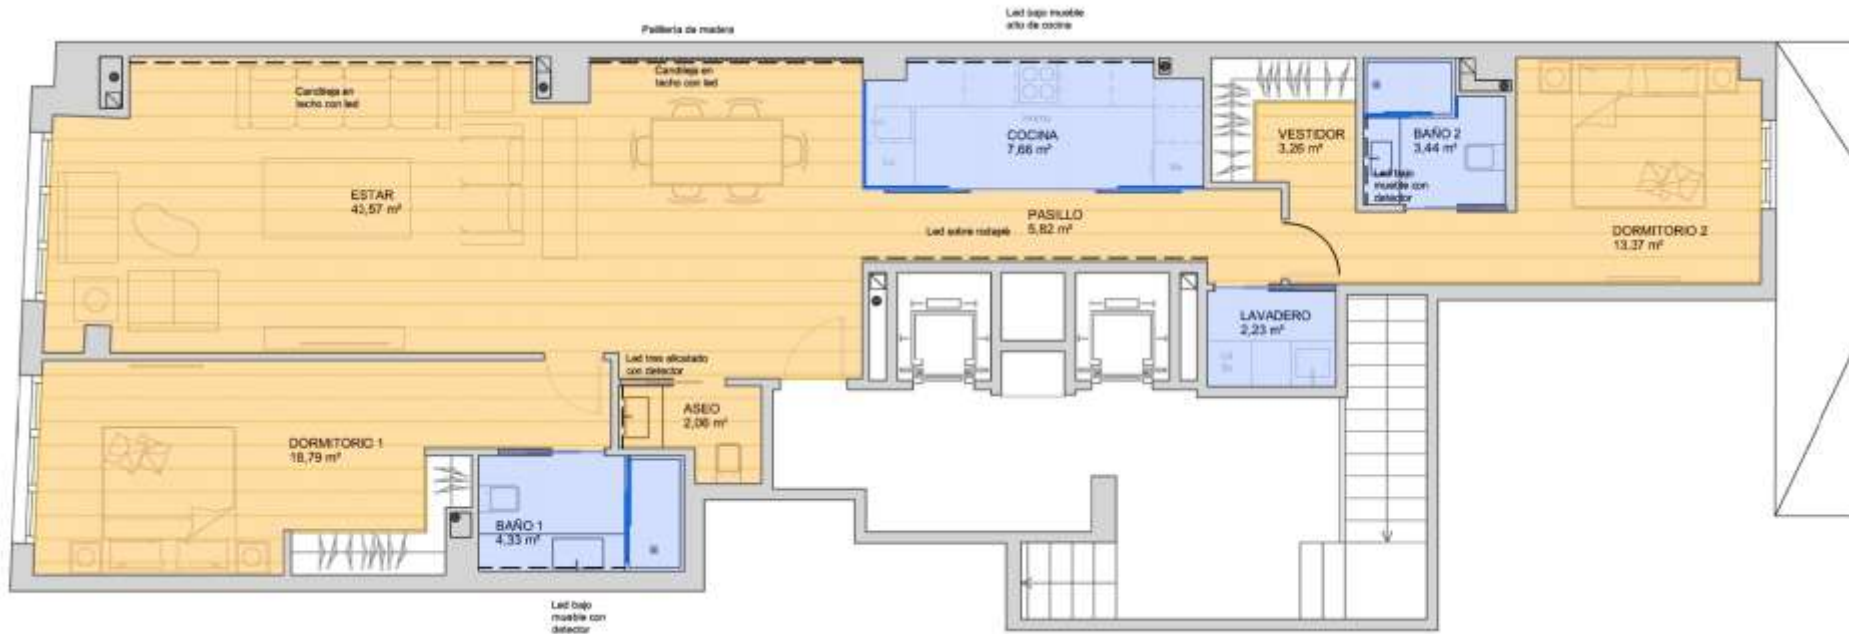 Led bajo mueble
alto de cocina
Palillería de madera
Candileja en
techo con led
Candileja en
techo con led
COCINA
7,66 m²
VESTIDOR
3,26 m²
BAÑO 2
3,44 m²
Led bajo
mueble con
detector
ESTAR
43,57 m²
PASILLO
5,82 m²
Led sobre rodapié
DORMITORIO 2
13,37 m²
LAVADERO
2,23 m²
Led tras alicatado
con detector
ASEO
2,06 m²
DORMITORIO 1
18,79 m²
BAÑO 1
4,33 m²
Led bajo
mueble con
detector